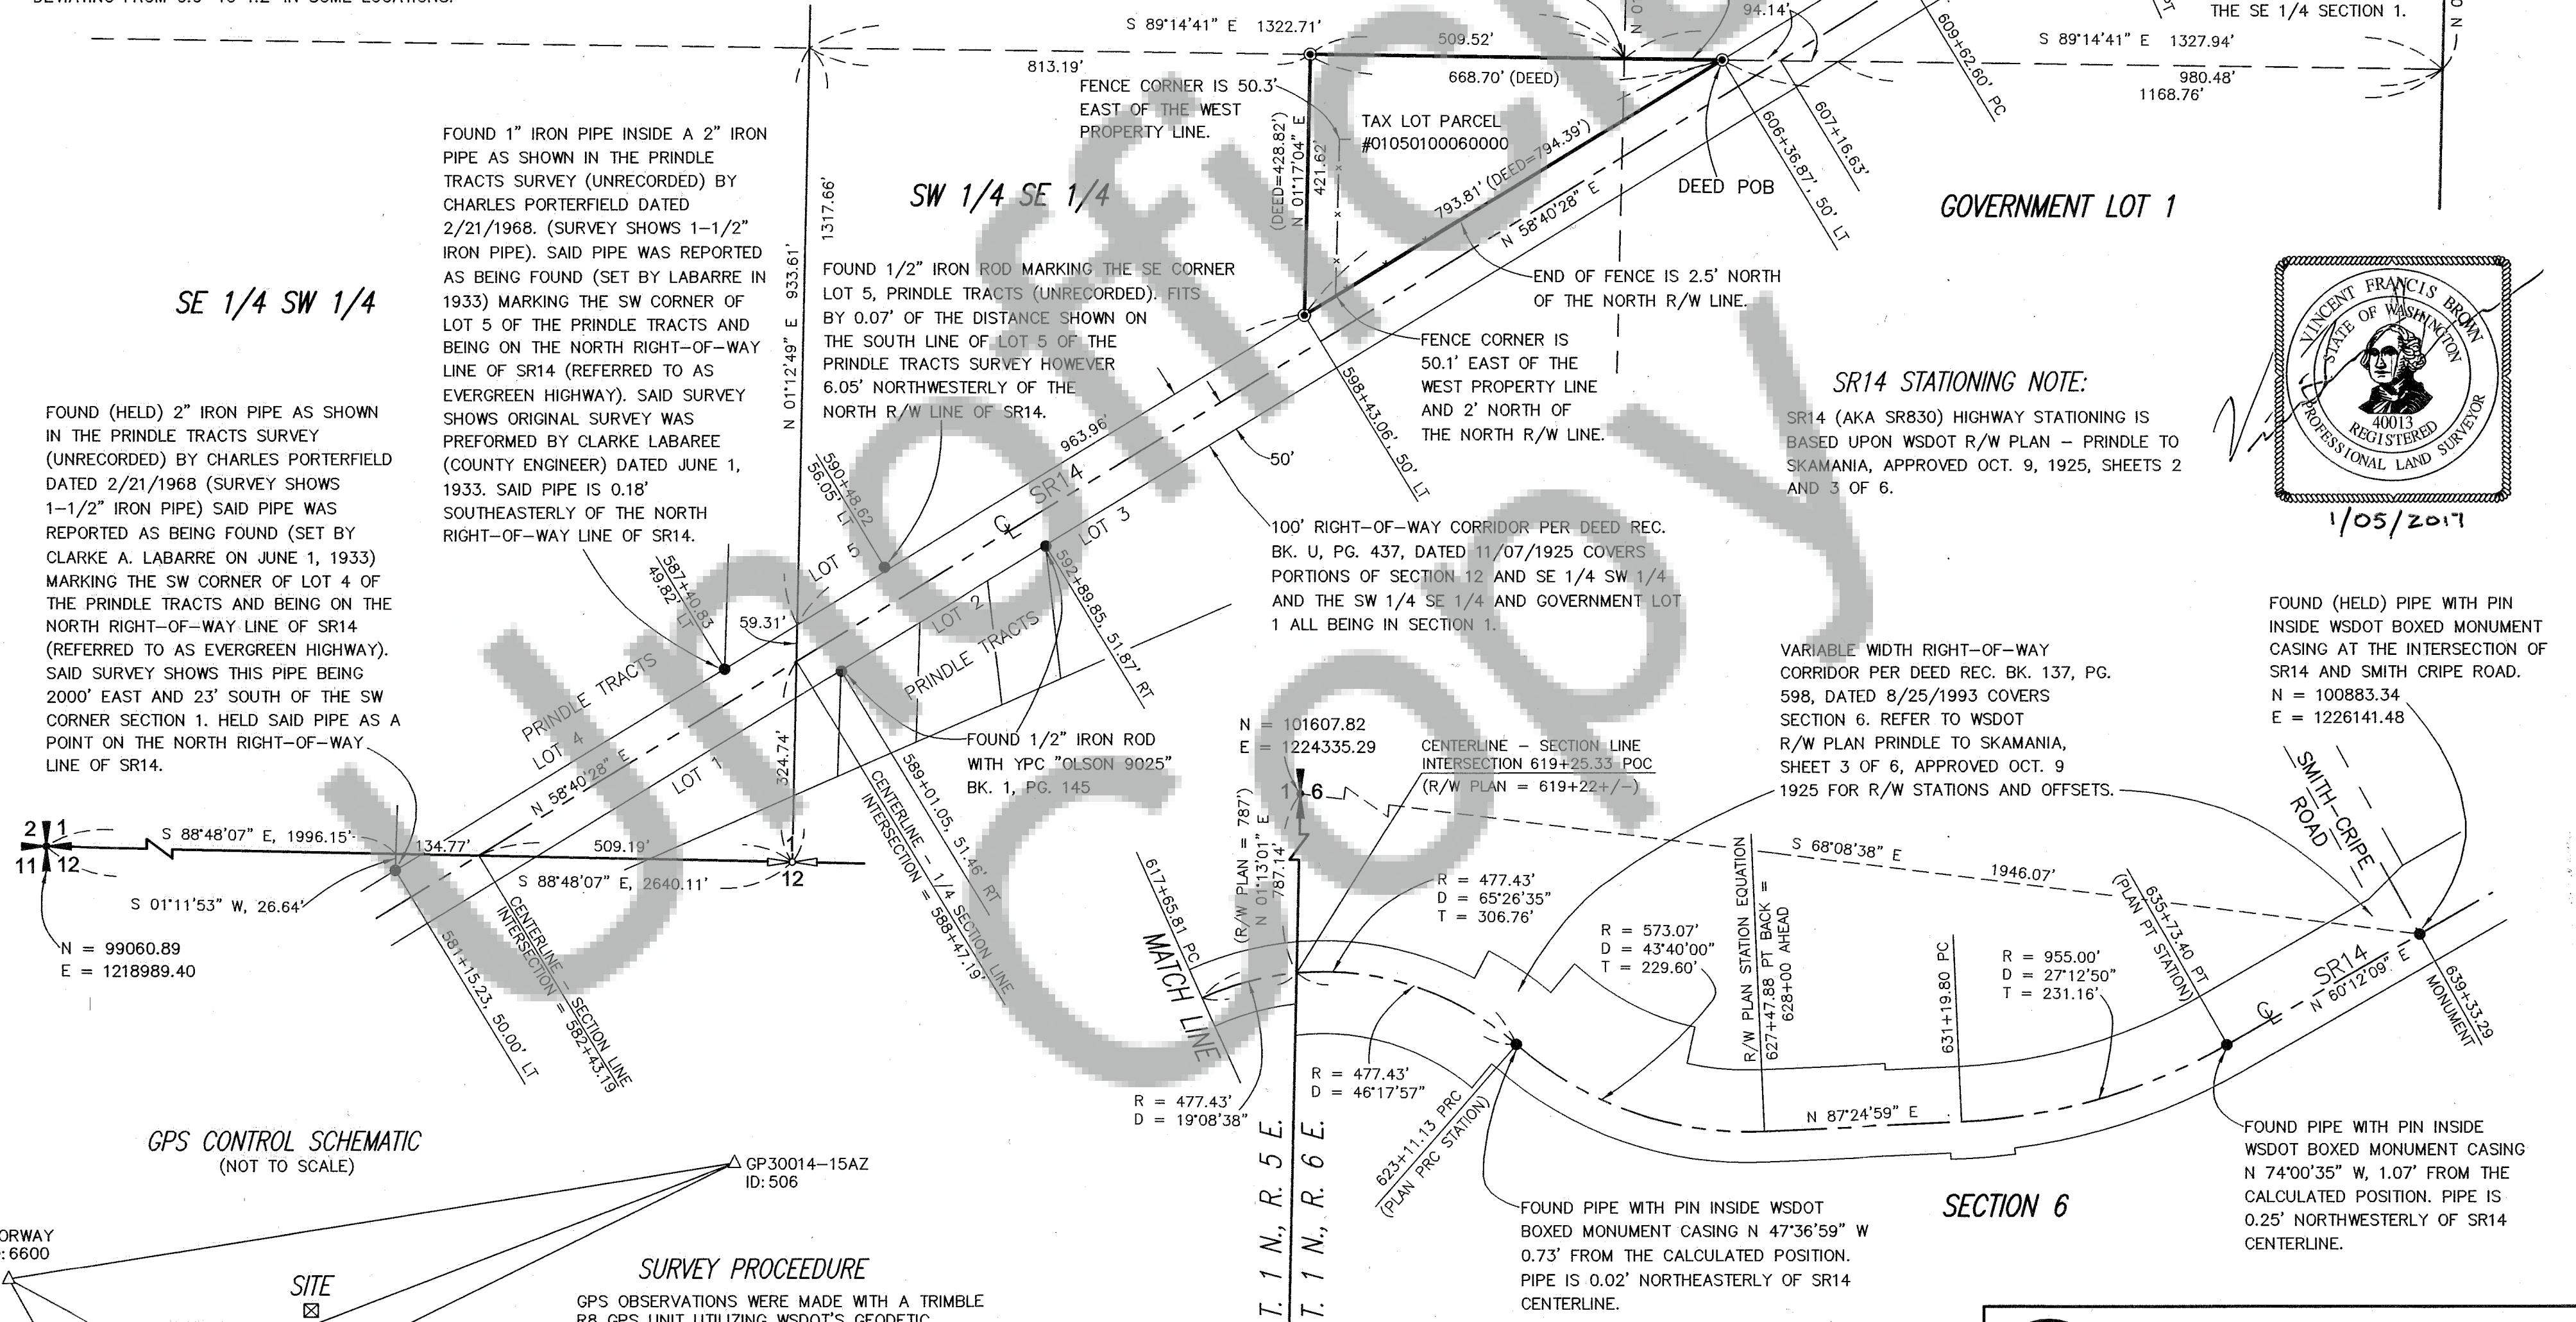 S 89°14'41" E 1322.71'
813.19'
509.52'
668.70' (DEED)
94.14'
609+62.60' PC
THE SE 1/4 SECTION 1.
S 89°14'41" E 1327.94'
980.48'
1168.76'
FENCE CORNER IS 50.3'
EAST OF THE WEST
PROPERTY LINE.
(DEED=428.82')
N 01°17'04" E
421.62'
TAX LOT PARCEL
#01050100060000
793.81' (DEED=794.39')
N 58°40'28" E
DEED POB
606+36.87', 50' LT
607+16.63'
GOVERNMENT LOT 1
SW 1/4 SE 1/4
SE 1/4 SW 1/4
1317.66'
N 01°12'49" E 933.61'
FOUND 1" IRON PIPE INSIDE A 2" IRON
PIPE AS SHOWN IN THE PRINDLE
TRACTS SURVEY (UNRECORDED) BY
CHARLES PORTERFIELD DATED
2/21/1968. (SURVEY SHOWS 1-1/2"
IRON PIPE). SAID PIPE WAS REPORTED
AS BEING FOUND (SET BY LABARRE IN
1933) MARKING THE SW CORNER OF
LOT 5 OF THE PRINDLE TRACTS AND
BEING ON THE NORTH RIGHT-OF-WAY
LINE OF SR14 (REFERRED TO AS
EVERGREEN HIGHWAY). SAID SURVEY
SHOWS ORIGINAL SURVEY WAS
PREFORMED BY CLARKE LABAREE
(COUNTY ENGINEER) DATED JUNE 1,
1933. SAID PIPE IS 0.18'
SOUTHEASTERLY OF THE NORTH
RIGHT-OF-WAY LINE OF SR14.
FOUND 1/2" IRON ROD MARKING THE SE CORNER
LOT 5, PRINDLE TRACTS (UNRECORDED). FITS
BY 0.07' OF THE DISTANCE SHOWN ON
THE SOUTH LINE OF LOT 5 OF THE
PRINDLE TRACTS SURVEY HOWEVER
6.05' NORTHWESTERLY OF THE
NORTH R/W LINE OF SR14.
END OF FENCE IS 2.5' NORTH
OF THE NORTH R/W LINE.
FENCE CORNER IS
50.1' EAST OF THE
WEST PROPERTY LINE
AND 2' NORTH OF
THE NORTH R/W LINE.
598+43.06', 50' LT
963.96'
SR14
50'
SR14 STATIONING NOTE:
SR14 (AKA SR830) HIGHWAY STATIONING IS
BASED UPON WSDOT R/W PLAN - PRINDLE TO
SKAMANIA, APPROVED OCT. 9, 1925, SHEETS 2
AND 3 OF 6.
VINCENT FRANCIS BROWN
STATE OF WASHINGTON
40013
REGISTERED
PROFESSIONAL LAND SURVEYOR
1/05/2017
FOUND (HELD) 2" IRON PIPE AS SHOWN
IN THE PRINDLE TRACTS SURVEY
(UNRECORDED) BY CHARLES PORTERFIELD
DATED 2/21/1968 (SURVEY SHOWS
1-1/2" IRON PIPE) SAID PIPE WAS
REPORTED AS BEING FOUND (SET BY
CLARKE A. LABARRE ON JUNE 1, 1933)
MARKING THE SW CORNER OF LOT 4 OF
THE PRINDLE TRACTS AND BEING ON THE
NORTH RIGHT-OF-WAY LINE OF SR14
(REFERRED TO AS EVERGREEN HIGHWAY).
SAID SURVEY SHOWS THIS PIPE BEING
2000' EAST AND 23' SOUTH OF THE SW
CORNER SECTION 1. HELD SAID PIPE AS A
POINT ON THE NORTH RIGHT-OF-WAY
LINE OF SR14.
590+48.62
56.05' LT
587+40.83
49.82' LT
59.31'
LOT 5
LOT 3
LOT 2
PRINDLE TRACTS
592+89.85, 51.87' RT
PRINDLE TRACTS
LOT 4
LOT 1
N 58°40'28" E
324.74'
100' RIGHT-OF-WAY CORRIDOR PER DEED REC.
BK. U, PG. 437, DATED 11/07/1925 COVERS
PORTIONS OF SECTION 12 AND SE 1/4 SW 1/4
AND THE SW 1/4 SE 1/4 AND GOVERNMENT LOT
1 ALL BEING IN SECTION 1.
FOUND 1/2" IRON ROD
WITH YPC "OLSON 9025"
BK. 1, PG. 145
589+01.05, 51.46' RT
CENTERLINE - 1/4 SECTION LINE
INTERSECTION = 588+47.19'
2 1
11 12
S 88°48'07" E, 1996.15'
134.77'
509.19'
S 88°48'07" E, 2640.11'
1
12
S 01°11'53" W, 26.64'
N = 99060.89
E = 1218989.40
581+15.23, 50.00' LT
CENTERLINE - SECTION LINE
INTERSECTION = 582+43.19
N = 101607.82
E = 1224335.29
1 6
CENTERLINE - SECTION LINE
INTERSECTION 619+25.33 POC
(R/W PLAN = 619+22+/-)
VARIABLE WIDTH RIGHT-OF-WAY
CORRIDOR PER DEED REC. BK. 137, PG.
598, DATED 8/25/1993 COVERS
SECTION 6. REFER TO WSDOT
R/W PLAN PRINDLE TO SKAMANIA,
SHEET 3 OF 6, APPROVED OCT. 9
1925 FOR R/W STATIONS AND OFFSETS.
FOUND (HELD) PIPE WITH PIN
INSIDE WSDOT BOXED MONUMENT
CASING AT THE INTERSECTION OF
SR14 AND SMITH CRIPE ROAD.
N = 100883.34
E = 1226141.48
SMITH-CRIPE
ROAD
617+65.81 PC
MATCH LINE
(R/W PLAN = 787')
N 01°13'01" E
787.14'
R = 477.43'
D = 65°26'35"
T = 306.76'
S 68°08'38" E
1946.07'
R = 573.07'
D = 43°40'00"
T = 229.60'
R/W PLAN STATION EQUATION
627+47.88 PT BACK =
628+00 AHEAD
631+19.80 PC
R = 955.00'
D = 27°12'50"
T = 231.16'
635+73.40 PT
(PLAN PT STATION)
SR14
N 60°12'09" E
639+33.29
MONUMENT
R = 477.43'
D = 19°08'38"
R = 477.43'
D = 46°17'57"
623+11.13 PRC
(PLAN PRC STATION)
N 87°24'59" E
T. 1 N., R. 5 E.
T. 1 N., R. 6 E.
SECTION 6
FOUND PIPE WITH PIN INSIDE WSDOT
BOXED MONUMENT CASING N 47°36'59" W
0.73' FROM THE CALCULATED POSITION.
PIPE IS 0.02' NORTHEASTERLY OF SR14
CENTERLINE.
FOUND PIPE WITH PIN INSIDE
WSDOT BOXED MONUMENT CASING
N 74°00'35" W, 1.07' FROM THE
CALCULATED POSITION. PIPE IS
0.25' NORTHWESTERLY OF SR14
CENTERLINE.
GPS CONTROL SCHEMATIC
(NOT TO SCALE)
GP30014-15AZ
ID: 506
ORWAY
: 6600
SITE
SURVEY PROCEEDURE
GPS OBSERVATIONS WERE MADE WITH A TRIMBLE
R8 GPS UNIT UTILIZING WSDOT'S GEODETIC
Unofficial
Copy